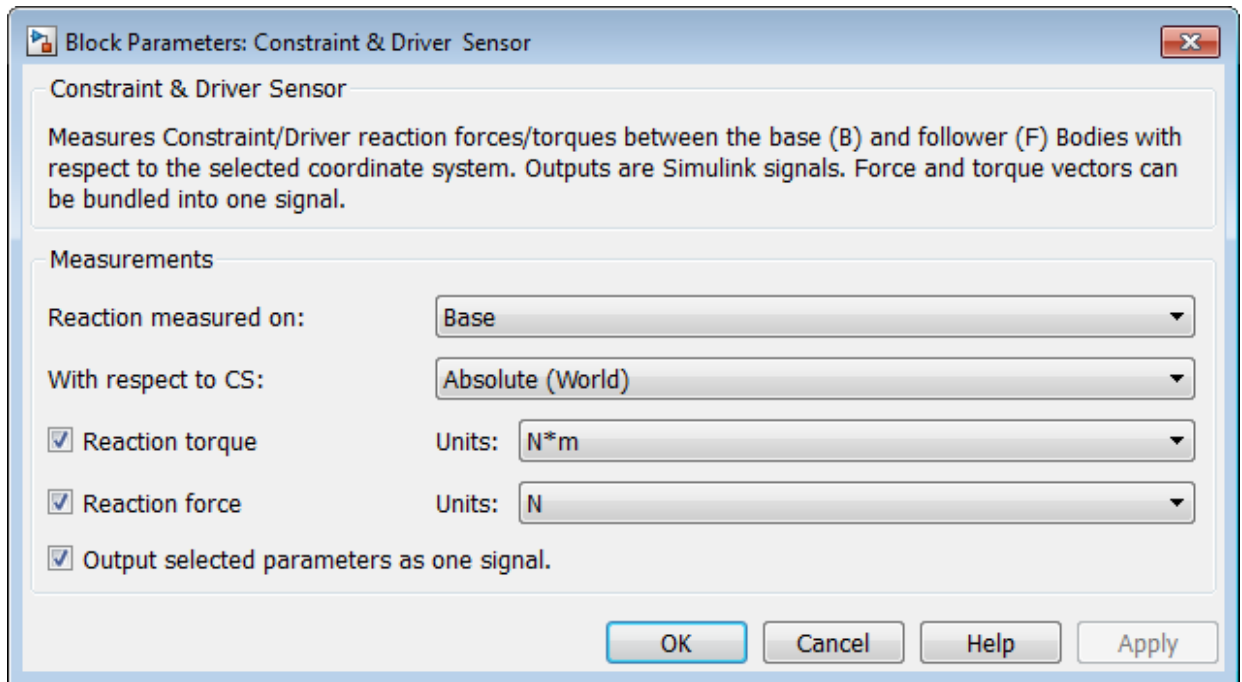 Block Parameters: Constraint & Driver Sensor
Constraint & Driver Sensor
Measures Constraint/Driver reaction forces/torques between the base (B) and follower (F) Bodies with
respect to the selected coordinate system. Outputs are Simulink signals. Force and torque vectors can
be bundled into one signal.
Measurements
Reaction measured on: Base
With respect to CS: Absolute (World)
Reaction torque Units: N*m
Reaction force Units: N
Output selected parameters as one signal.
OK Cancel Help Apply